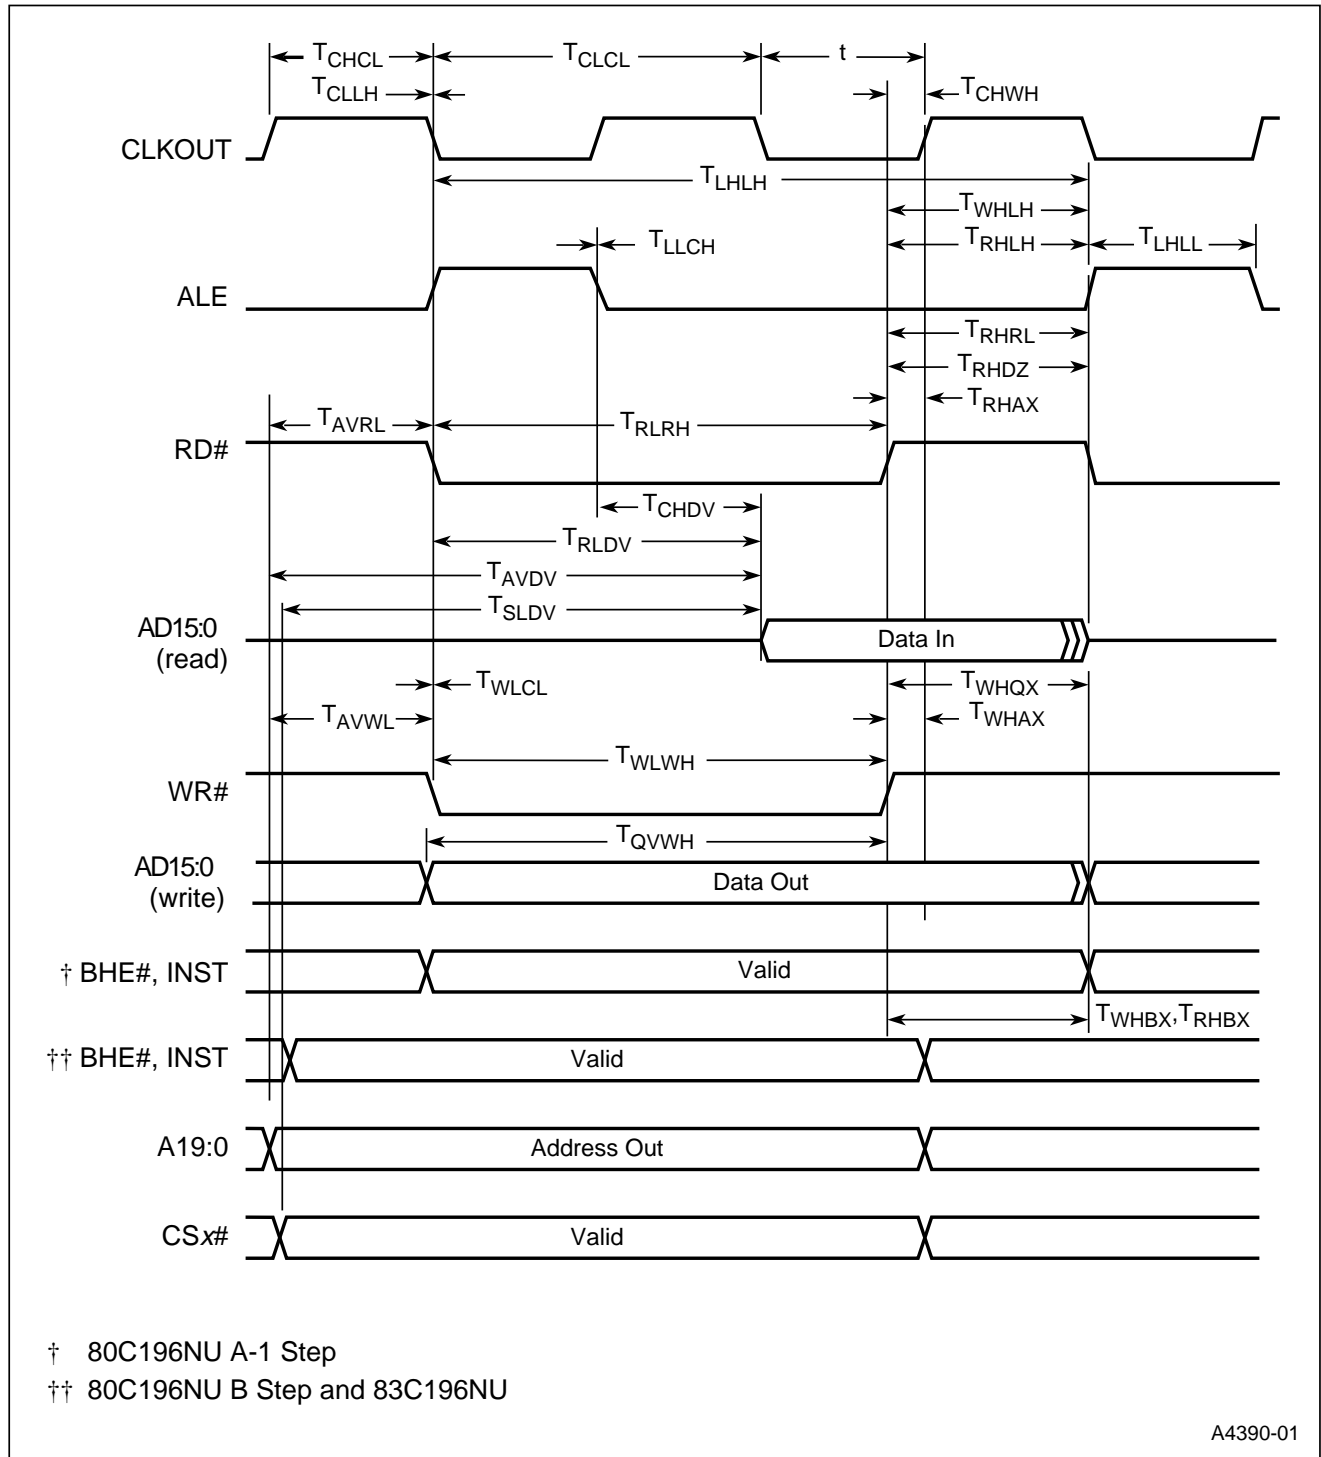 T_CHCL T_CLCL t
T_CLLH T_CHWH
CLKOUT
T_LHLH
T_WHLH
T_LLCH T_RHLH T_LHLL
ALE
T_RHRL
T_RHDZ
T_RHAX
T_AVRL T_RLRH
RD#
T_CHDV
T_RLDV
T_AVDV
T_SLDV
AD15:0
(read)
Data In
T_WLCL T_WHQX
T_AVWL T_WHAX
T_WLWH
WR#
T_QVWH
AD15:0
(write)
Data Out
† BHE#, INST Valid
T_WHBX,T_RHBX
†† BHE#, INST Valid
A19:0 Address Out
CSx# Valid
† 80C196NU A-1 Step
†† 80C196NU B Step and 83C196NU
A4390-01